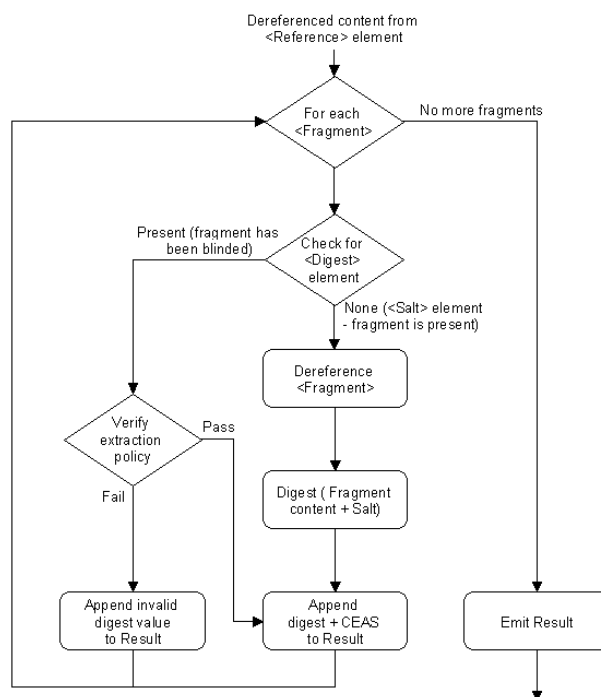 Dereferenced content from
<Reference> element
For each
<Fragment>
No more fragments
Present (fragment has
been blinded)
Check for
<Digest>
element
None (<Salt> element
- fragment is present)
Dereference
<Fragment>
Verify
extraction
policy
Pass
Fail
Digest ( Fragment
content + Salt)
Append invalid
digest value
to Result
Append
digest + CEAS
to Result
Emit Result